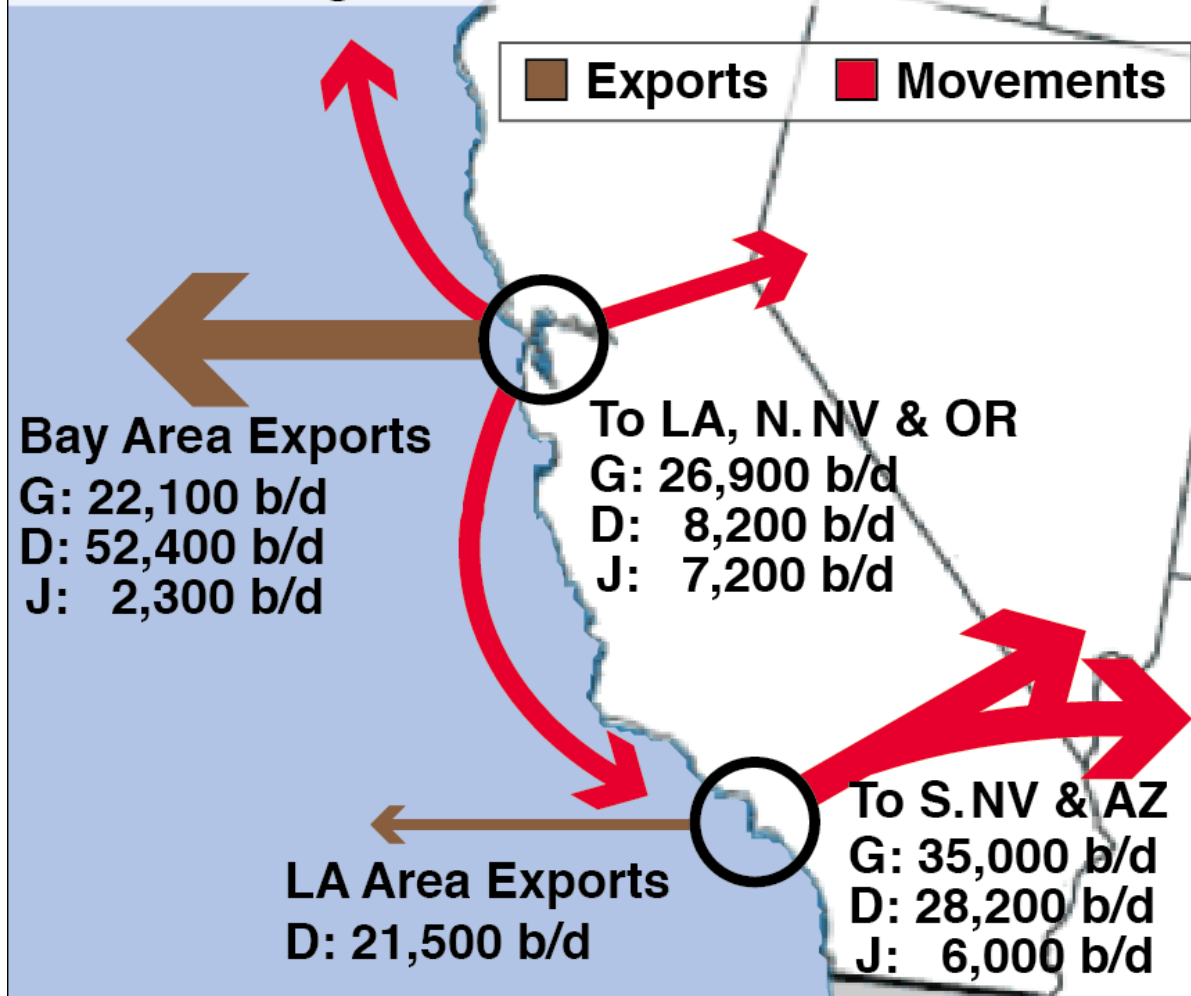 Exports
Movements
Bay Area Exports
G: 22,100 b/d
D: 52,400 b/d
J: 2,300 b/d
To LA, N. NV & OR
G: 26,900 b/d
D: 8,200 b/d
J: 7,200 b/d
LA Area Exports
D: 21,500 b/d
To S. NV & AZ
G: 35,000 b/d
D: 28,200 b/d
J: 6,000 b/d